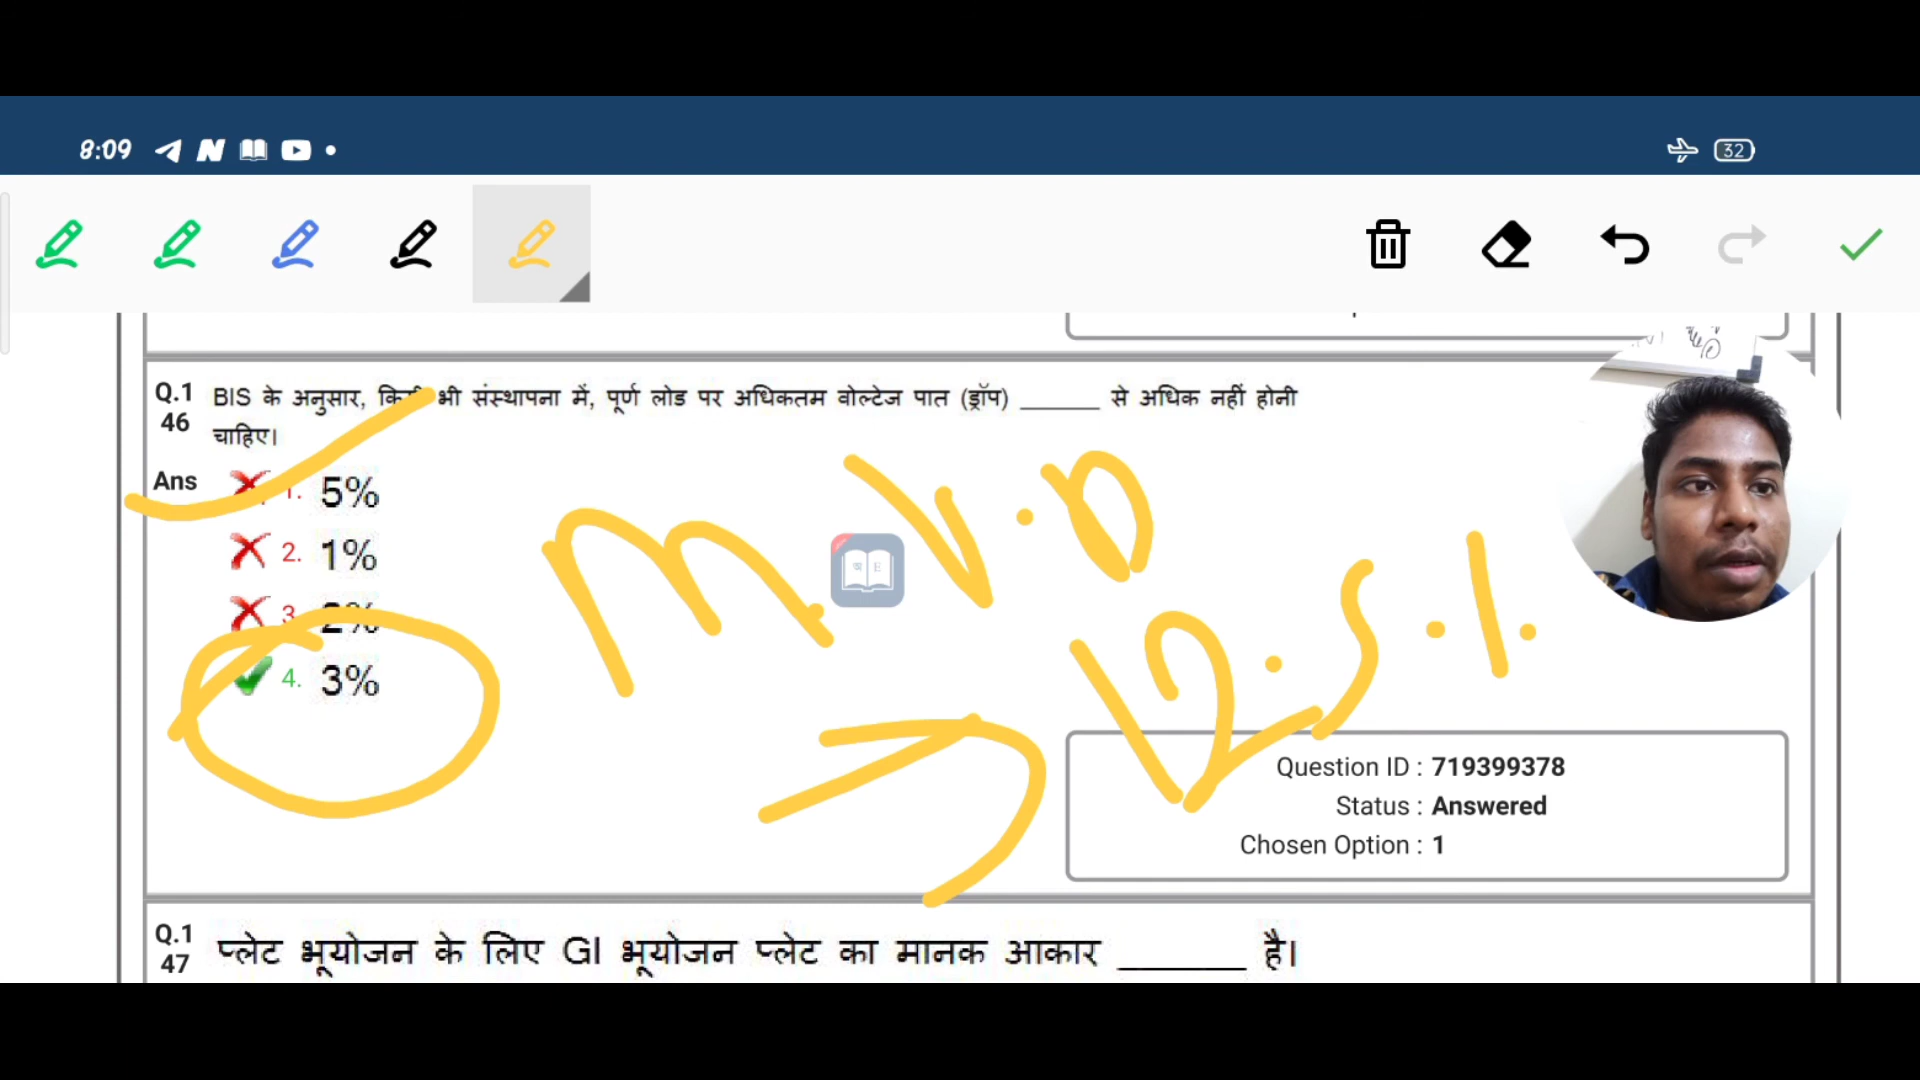 8:09
32
Q.1 46 BIS के अनुसार, किसी भी संस्थापना में, पूर्ण लोड पर अधिकतम वोल्टेज पात (ड्रॉप) ______ से अधिक नहीं होनी
चाहिए।
Ans 1. 5%
2. 1%
3. 2%
4. 3%
M.V.D
Question ID : 719399378
Status : Answered
Chosen Option : 1
Q.1 47 प्लेट भूयोजन के लिए GI भूयोजन प्लेट का मानक आकार ______ है।